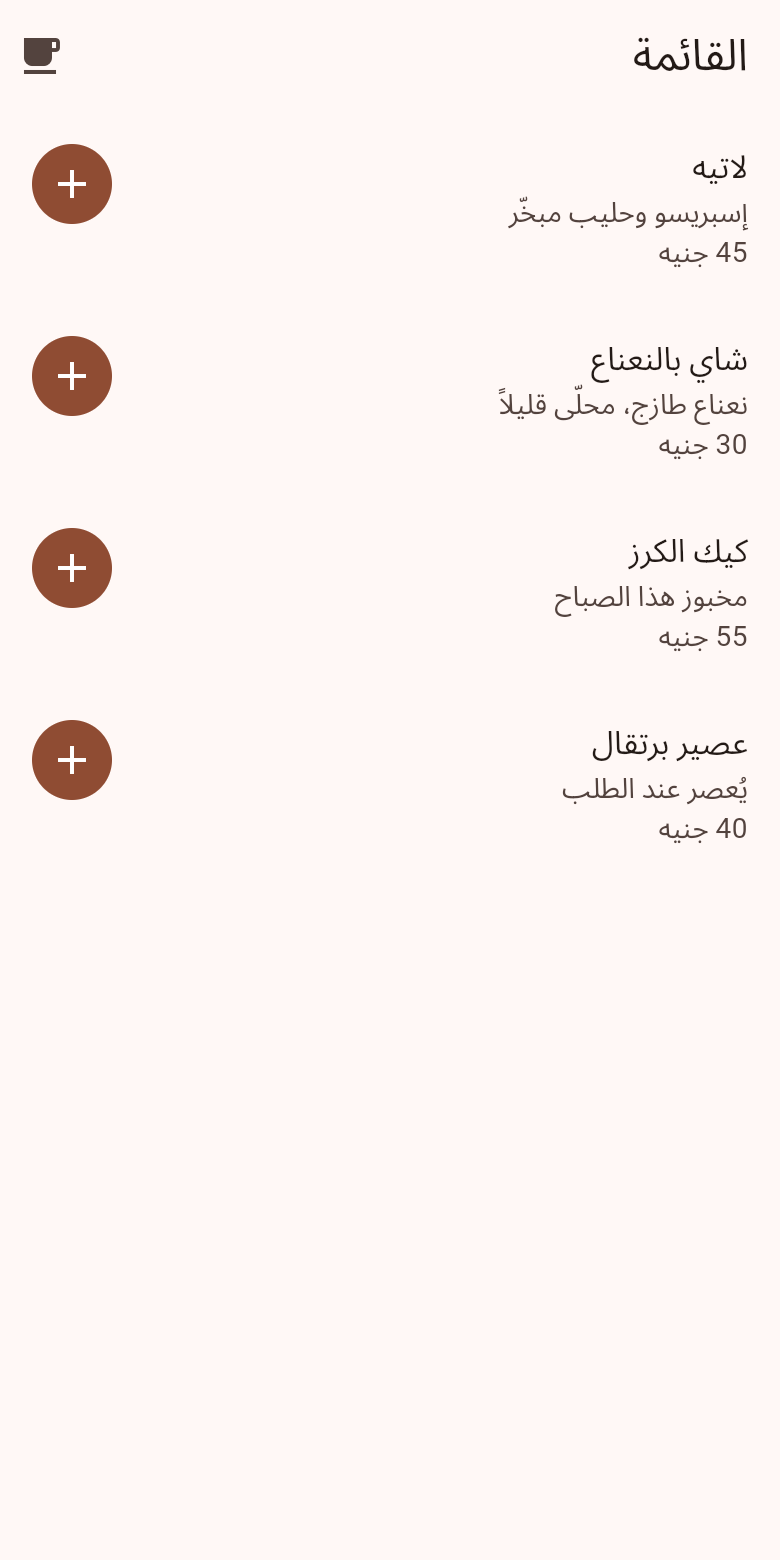 القائمة
لاتيه
إسبريسو وحليب مبخّر
45 جنيه
شاي بالنعناع
نعناع طازج، محلّى قليلاً
30 جنيه
كيك الكرز
مخبوز هذا الصباح
55 جنيه
عصير برتقال
يُعصر عند الطلب
40 جنيه